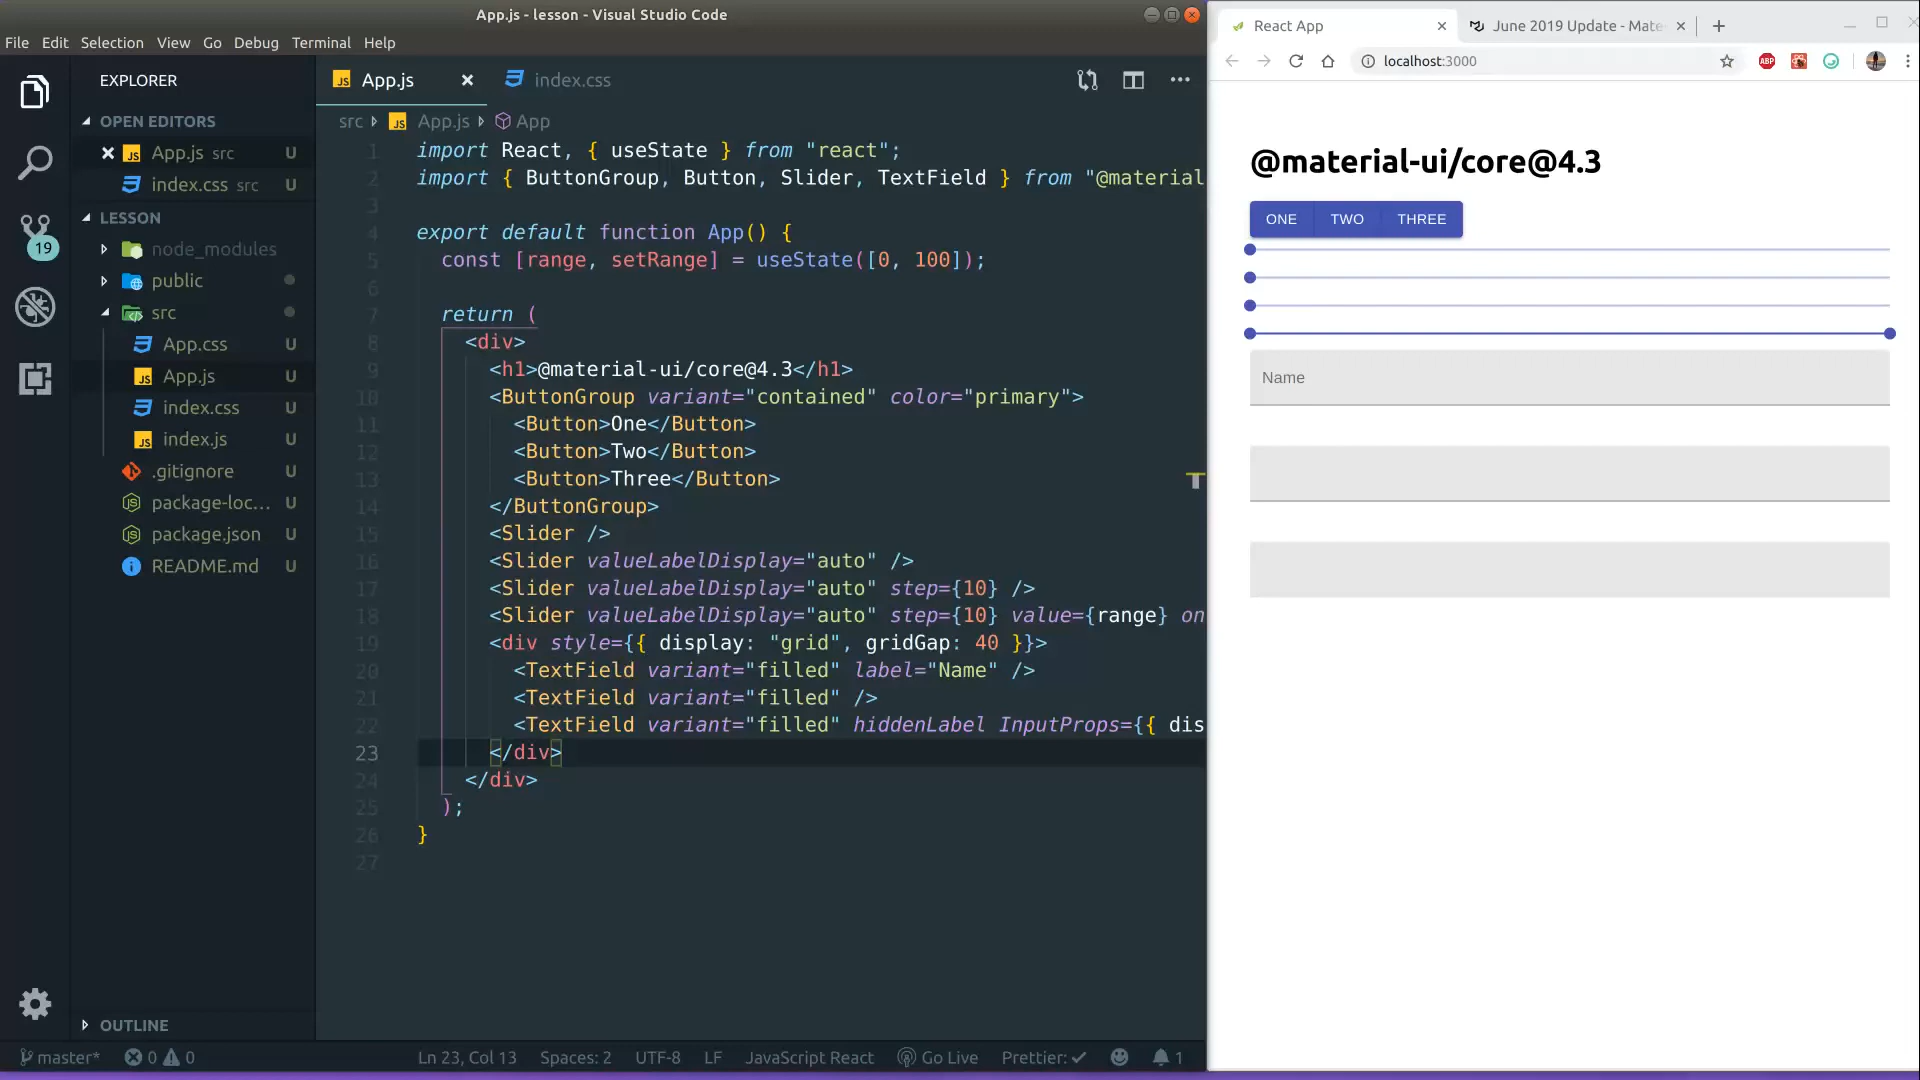 App.js - lesson - Visual Studio Code
File Edit Selection View Go Debug Terminal Help
EXPLORER
OPEN EDITORS
App.js src U
index.css src U
LESSON
node_modules
public
src
App.css U
App.js U
index.css U
index.js U
.gitignore U
package-loc... U
package.json U
README.md U
OUTLINE
19
App.js index.css
src App.js App
1 import React, { useState } from "react";
2 import { ButtonGroup, Button, Slider, TextField } from "@material
3
4 export default function App() {
5 const [range, setRange] = useState([0, 100]);
6
7 return (
8 <div>
9 <h1>@material-ui/core@4.3</h1>
10 <ButtonGroup variant="contained" color="primary">
11 <Button>One</Button>
12 <Button>Two</Button>
13 <Button>Three</Button>
14 </ButtonGroup>
15 <Slider />
16 <Slider valueLabelDisplay="auto" />
17 <Slider valueLabelDisplay="auto" step={10} />
18 <Slider valueLabelDisplay="auto" step={10} value={range} on
19 <div style={{ display: "grid", gridGap: 40 }}>
20 <TextField variant="filled" label="Name" />
21 <TextField variant="filled" />
22 <TextField variant="filled" hiddenLabel InputProps={{ dis
23 </div>
24 </div>
25 );
26 }
27
master* 0 0 Ln 23, Col 13 Spaces: 2 UTF-8 LF JavaScript React Go Live Prettier: ✓ 1
React App June 2019 Update - Mate
localhost:3000
ABP
@material-ui/core@4.3
ONE TWO THREE
Name